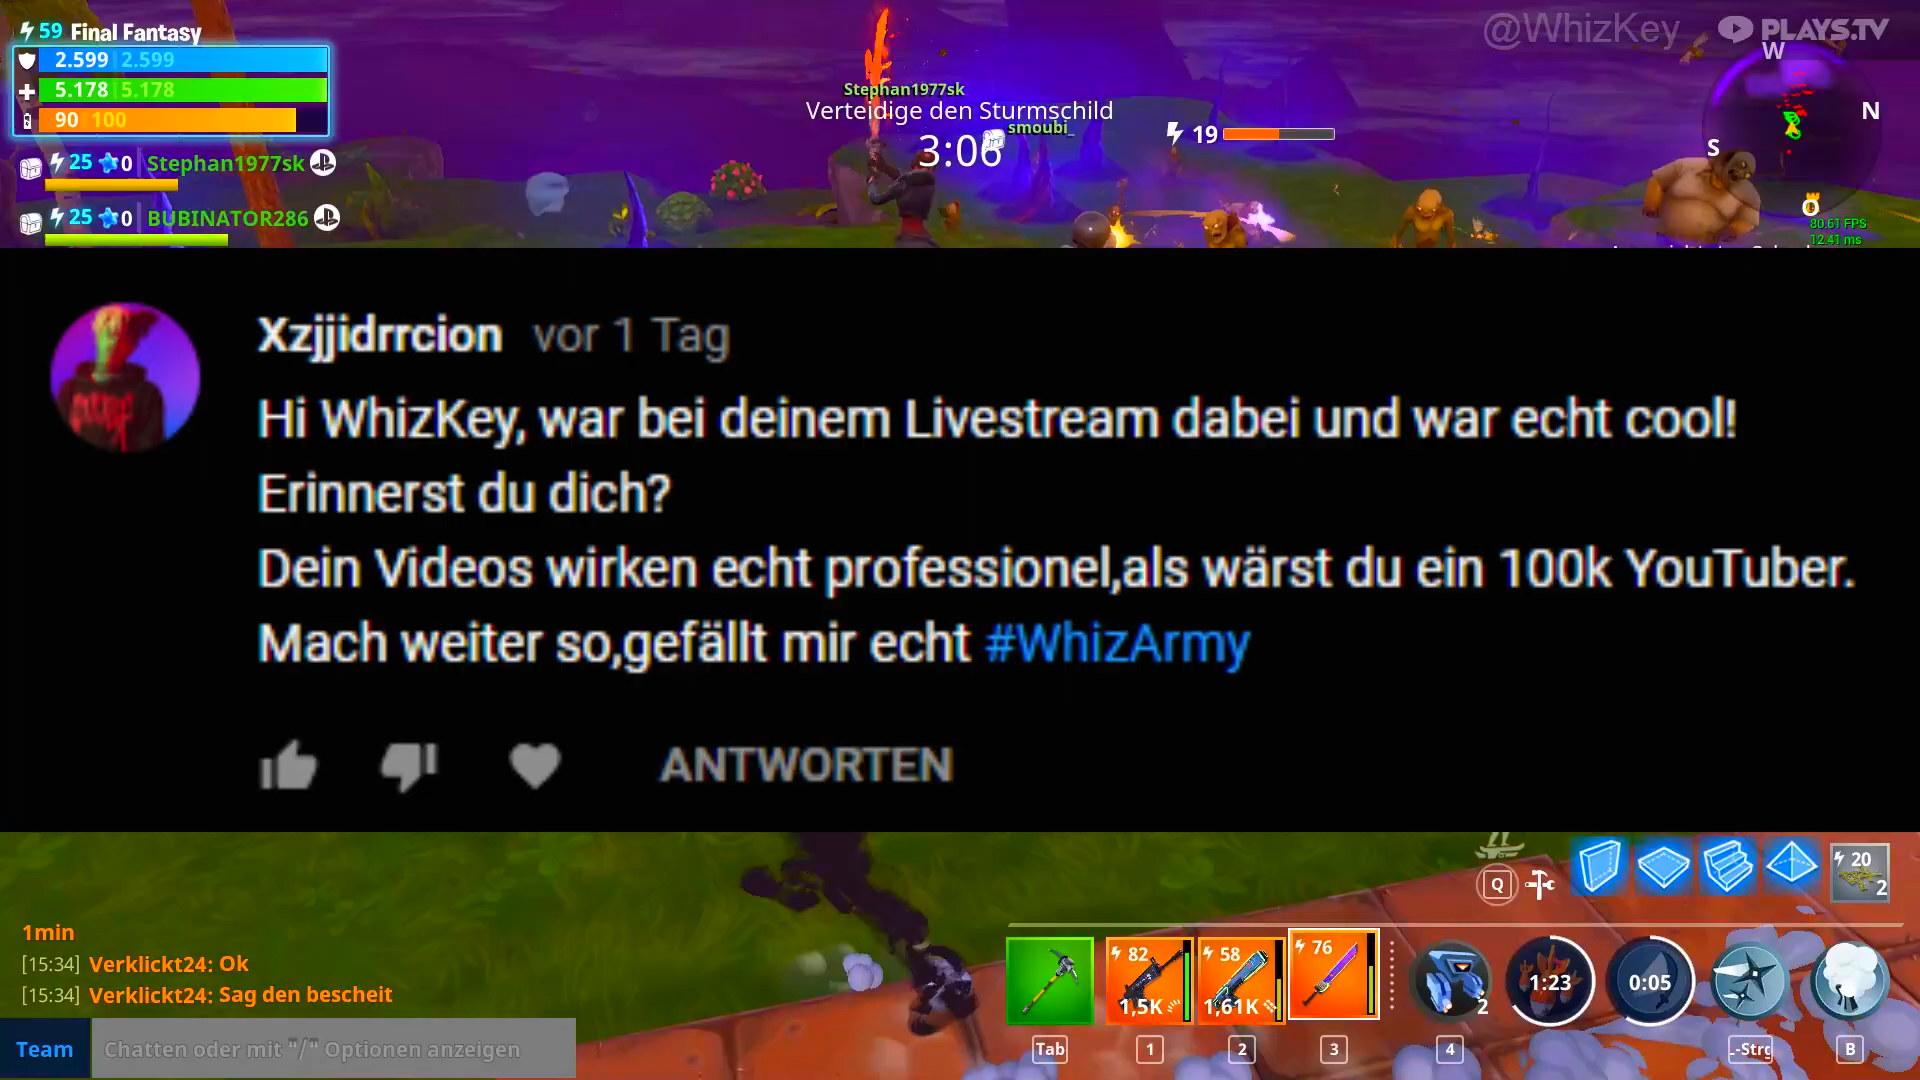 59 Final Fantasy
@WhizKey PLAYS.TV
2.599 2.599
5.178 5.178
90 100
25 0 Stephan1977sk
25 0 BUBINATOR286
Stephan1977sk
Verteidige den Sturmschild
smoubi_
3:06
19
W
N
S
O
80.61 FPS
12.41 ms
Xzjjidrrcion vor 1 Tag
Hi WhizKey, war bei deinem Livestream dabei und war echt cool!
Erinnerst du dich?
Dein Videos wirken echt professionel,als wärst du ein 100k YouTuber.
Mach weiter so,gefällt mir echt #WhizArmy
ANTWORTEN
1min
[15:34] Verklickt24: Ok
[15:34] Verklickt24: Sag den bescheit
Team Chatten oder mit "/" Optionen anzeigen
Q
20
2
82
1,5K
58
1,61K
76
2
1:23
0:05
Tab 1 2 3 4 -Strg B